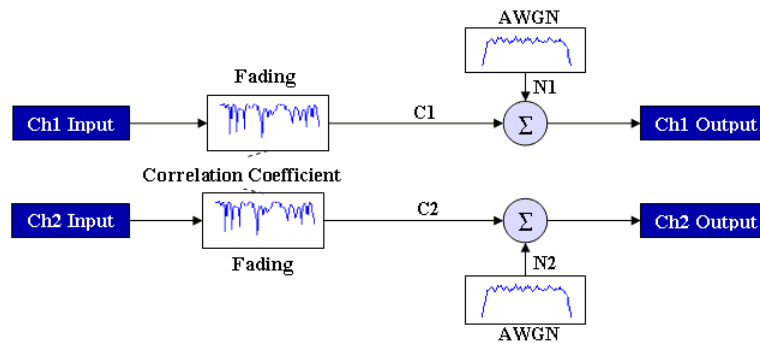 AWGN
Fading
N1
Ch1 Input
C1
Σ
Ch1 Output
Correlation Coefficient
Ch2 Input
C2
Σ
Ch2 Output
Fading
N2
AWGN